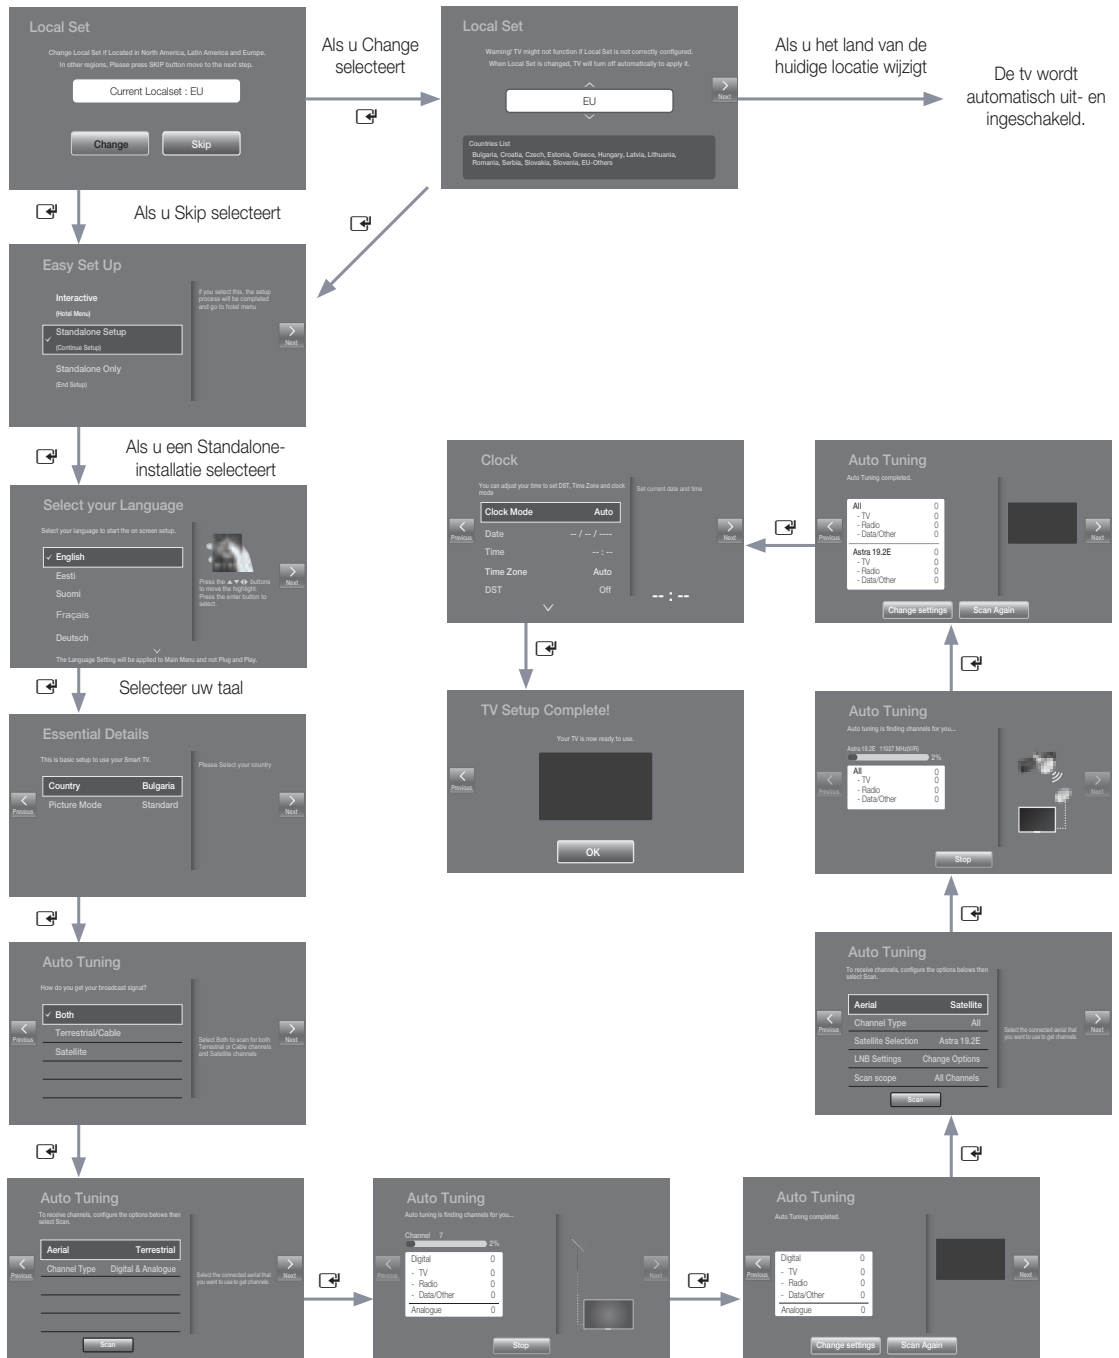 Local Set
Change Local Set if Located in North America, Latin America and Europe.
In other regions, Please press SKIP button move to the next step.
Current Localset : EU
Change
Skip
Als u Change
selecteert
Local Set
Warning! TV might not function if Local Set is not correctly configured.
When Local Set is changed, TV will turn off automatically to apply it.
EU
Next
Countries List
Bulgaria, Croatia, Czech, Estonia, Greece, Hungary, Latvia, Lithuania,
Romania, Serbia, Slovakia, Slovenia, EU-Others
Als u het land van de
huidige locatie wijzigt
De tv wordt
automatisch uit- en
ingeschakeld.
Als u Skip selecteert
Easy Set Up
Interactive
(Hotel Menu)
Standalone Setup
(Continue Setup)
Standalone Only
(End Setup)
If you select this, the setup
process will be completed
and go to hotel menu
Next
Als u een Standalone-
installatie selecteert
Select your Language
Select your language to start the on screen setup.
English
Eesti
Suomi
Fraçais
Deutsch
Press the ▲▼◀▶ buttons
to move the highlight.
Press the enter button to
select.
Next
The Language Setting will be applied to Main Menu and not Plug and Play.
Selecteer uw taal
Essential Details
This is basic setup to use your Smart TV.
Country Bulgaria
Picture Mode Standard
Please Select your country
Previous
Next
Auto Tuning
How do you get your broadcast signal?
Both
Terrestrial/Cable
Satellite
Select Both to scan for both
Terrestrial or Cable channels
and Satellite channels
Previous
Next
Auto Tuning
To receive channels, configure the options belows then
select Scan.
Aerial Terrestrial
Channel Type Digital & Analogue
Select the connected aerial that
you want to use to get channels.
Previous
Next
Scan
Auto Tuning
Auto tuning is finding channels for you...
Channel 7
2%
Digital 0
- TV 0
- Radio 0
- Data/Other 0
Analogue 0
Previous
Next
Stop
Auto Tuning
Auto Tuning completed.
Digital 0
- TV 0
- Radio 0
- Data/Other 0
Analogue 0
Previous
Next
Change settings
Scan Again
Auto Tuning
To receive channels, configure the options belows then
select Scan.
Aerial Satellite
Channel Type All
Satellite Selection Astra 19.2E
LNB Settings Change Options
Scan scope All Channels
Select the connected aerial that
you want to use to get channels.
Previous
Next
Scan
Auto Tuning
Auto tuning is finding channels for you...
Astra 19.2E 11027 MHz(V/R)
2%
All 0
- TV 0
- Radio 0
- Data/Other 0
Previous
Next
Stop
Auto Tuning
Auto Tuning completed.
All 0
- TV 0
- Radio 0
- Data/Other 0
Astra 19.2E 0
- TV 0
- Radio 0
- Data/Other 0
Previous
Next
Change settings
Scan Again
Clock
You can adjust your time to set DST, Time Zone and clock
mode
Clock Mode Auto
Date -- / -- / ----
Time -- : --
Time Zone Auto
DST Off
Set current date and time
-- : --
Previous
Next
TV Setup Complete!
Your TV is now ready to use.
Previous
OK